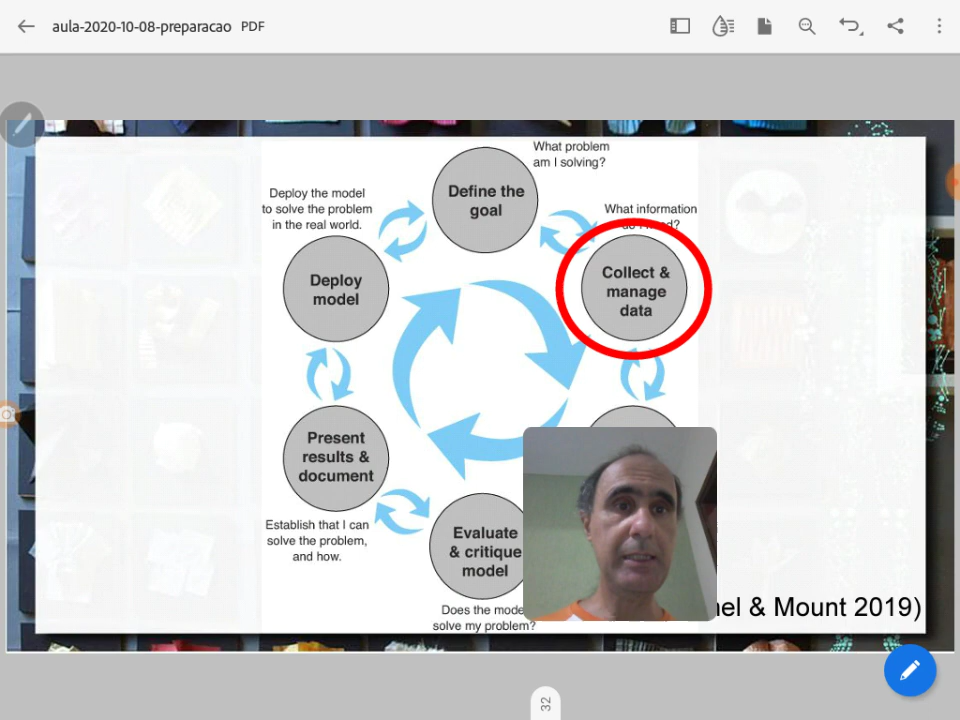 aula-2020-10-08-preparacao PDF
What problem
am I solving?
Define the
goal
Deploy the model
to solve the problem
in the real world.
What information
Deploy
model
Collect &
manage
data
Present
results &
document
Establish that I can
solve the problem,
and how.
Evaluate
& critique
model
Does the
solve my problem?
& Mount 2019)
32